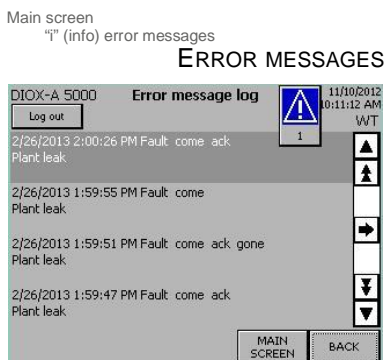 Main screen
"i" (info) error messages
ERROR MESSAGES
DIOX-A 5000 Error message log 11/10/2012
Log out 10:11:12 AM
1 WT
2/26/2013 2:00:26 PM Fault come ack
Plant leak
2/26/2013 1:59:55 PM Fault come
Plant leak
2/26/2013 1:59:51 PM Fault come ack gone
Plant leak
2/26/2013 1:59:47 PM Fault come ack
Plant leak
MAIN SCREEN BACK